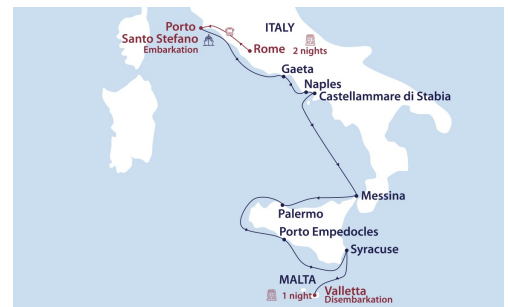 ITALY
Porto
Santo Stefano
Embarkation
Rome 2 nights
Gaeta
Naples
Castellammare di Stabia
Messina
Palermo
Porto Empedocles
Syracuse
MALTA
1 night
Valletta
Disembarkation